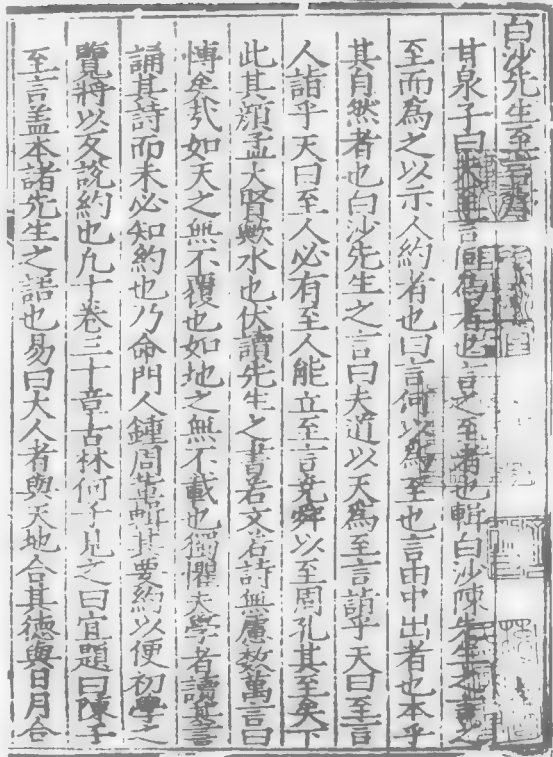 白沙先生至言序
甘泉子曰夫至言何為者也言之至者也輯白沙陳先生之言之
至而為之以示人約者也曰言何以為至也言由中出者也本乎
其自然者也白沙先生之言曰夫道以天為至言詣乎天曰至言
人詣乎天曰至人必有至人能立至言堯舜以至周孔其至矣下
此其顏孟大賢歟水也伏讀先生之書若文若詩無慮數萬言曰
博矣哉如天之無不覆也如地之無不載也獨懼夫學者讀其言
誦其詩而未必知約也乃命門人鍾周輩輯其要約以便初學之
覽將以反說約也凡十卷三十章古林何子見之曰宜題曰陳子
至言盖本諸先生之語也易曰大人者與天地合其德與日月合